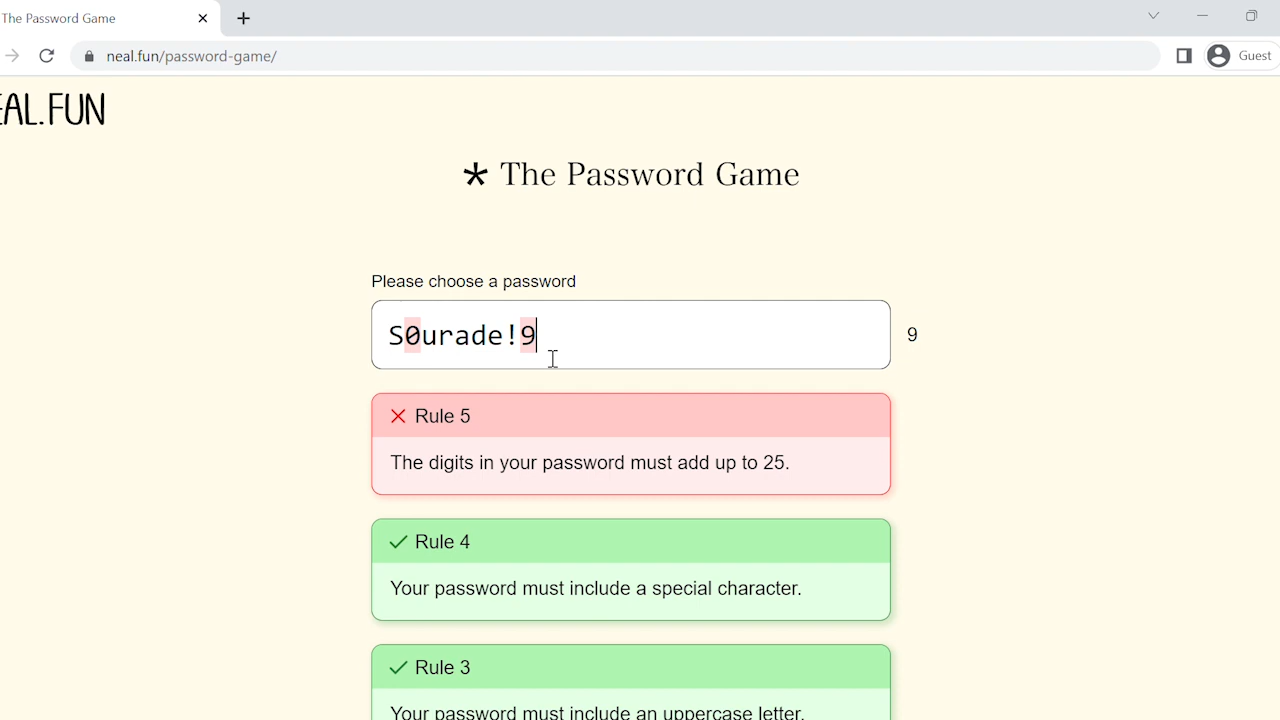 The Password Game
neal.fun/password-game/
Guest
EAL.FUN
* The Password Game
Please choose a password
S0urade!9
9
Rule 5
The digits in your password must add up to 25.
Rule 4
Your password must include a special character.
Rule 3
Your password must include an uppercase letter.